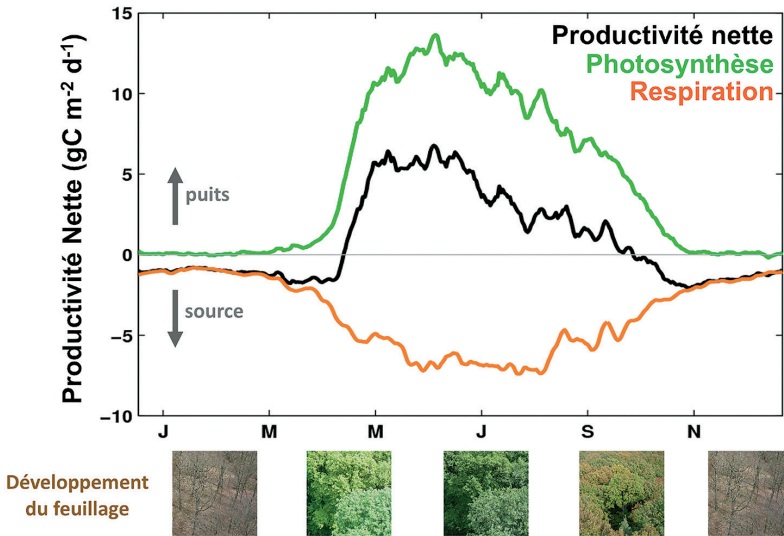 Productivité Nette (gC m-2 d-1)
15
10
5
0
−5
−10
Productivité nette
Photosynthèse
Respiration
puits
source
J M M J S N
Développement
du feuillage